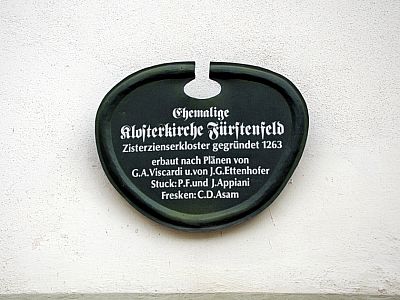 Ehemalige
Klosterkirche Fürstenfeld
Zisterzienserkloster gegründet 1263
erbaut nach Plänen von
G.A.Viscardi u.von J.G.Ettenhofer
Stuck:P.F.und J.Appiani
Fresken:C.D.Asam